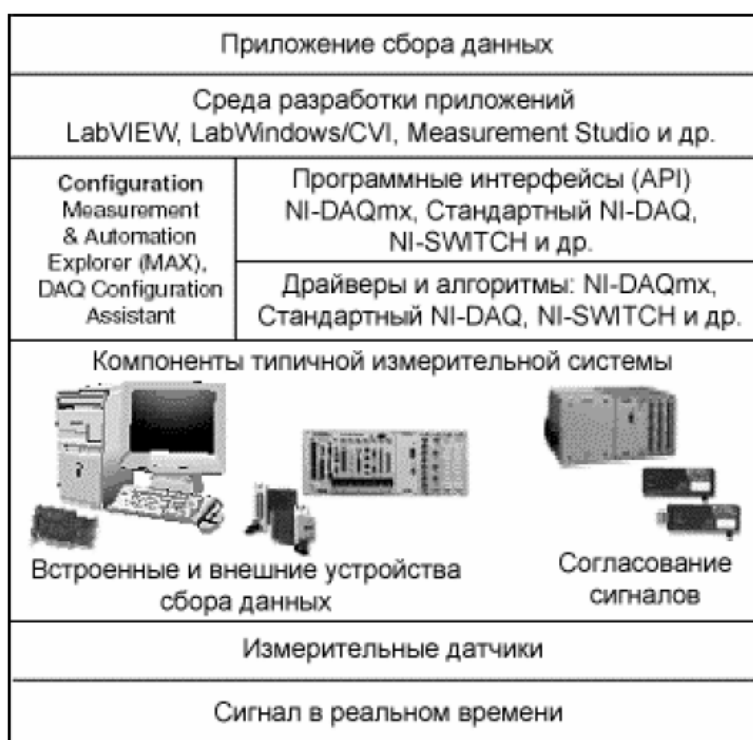 Приложение сбора данных
Среда разработки приложений
LabVIEW, LabWindows/CVI, Measurement Studio и др.
Configuration
Measurement
& Automation
Explorer (MAX),
DAQ Configuration
Assistant
Программные интерфейсы (API)
NI-DAQmx, Стандартный NI-DAQ,
NI-SWITCH и др.
Драйверы и алгоритмы: NI-DAQmx,
Стандартный NI-DAQ, NI-SWITCH и др.
Компоненты типичной измерительной системы
Встроенные и внешние устройства
сбора данных
Согласование
сигналов
Измерительные датчики
Сигнал в реальном времени